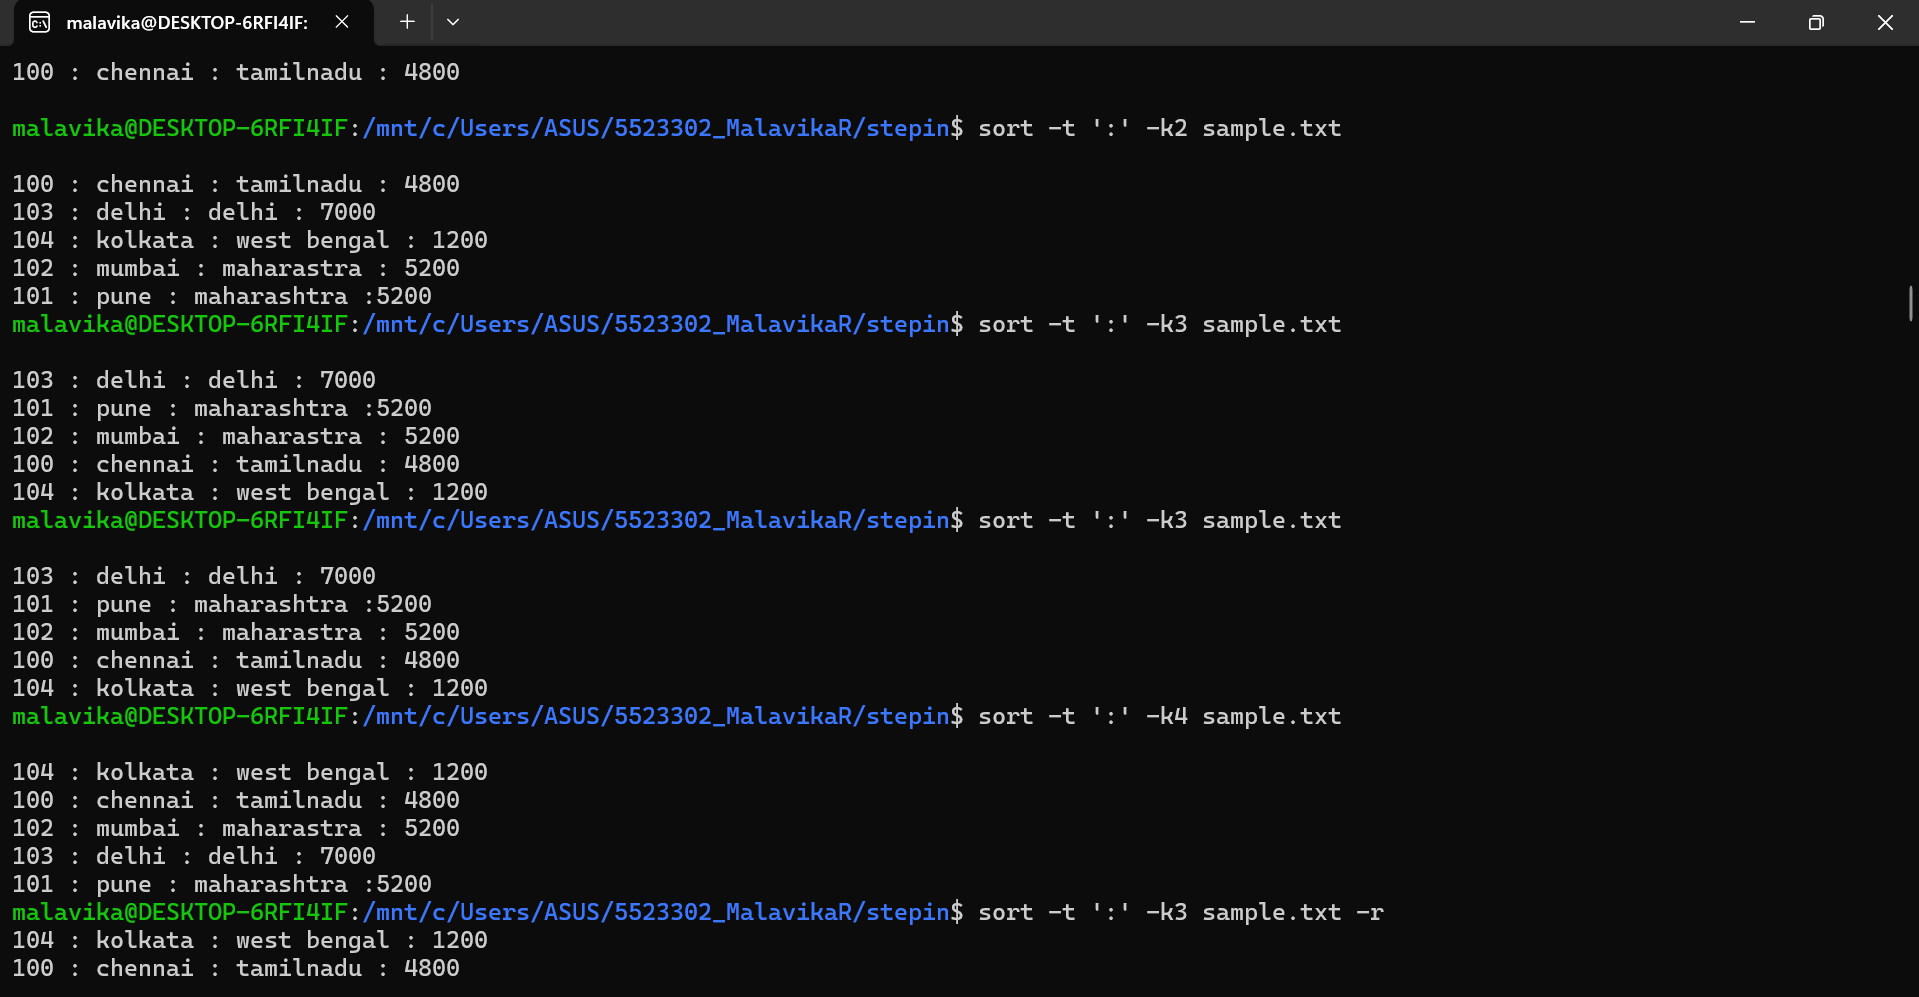 malavika@DESKTOP-6RFI4IF:
100 : chennai : tamilnadu : 4800
malavika@DESKTOP-6RFI4IF:/mnt/c/Users/ASUS/5523302_MalavikaR/stepin$ sort -t ':' -k2 sample.txt
100 : chennai : tamilnadu : 4800
103 : delhi : delhi : 7000
104 : kolkata : west bengal : 1200
102 : mumbai : maharastra : 5200
101 : pune : maharashtra :5200
malavika@DESKTOP-6RFI4IF:/mnt/c/Users/ASUS/5523302_MalavikaR/stepin$ sort -t ':' -k3 sample.txt
103 : delhi : delhi : 7000
101 : pune : maharashtra :5200
102 : mumbai : maharastra : 5200
100 : chennai : tamilnadu : 4800
104 : kolkata : west bengal : 1200
malavika@DESKTOP-6RFI4IF:/mnt/c/Users/ASUS/5523302_MalavikaR/stepin$ sort -t ':' -k3 sample.txt
103 : delhi : delhi : 7000
101 : pune : maharashtra :5200
102 : mumbai : maharastra : 5200
100 : chennai : tamilnadu : 4800
104 : kolkata : west bengal : 1200
malavika@DESKTOP-6RFI4IF:/mnt/c/Users/ASUS/5523302_MalavikaR/stepin$ sort -t ':' -k4 sample.txt
104 : kolkata : west bengal : 1200
100 : chennai : tamilnadu : 4800
102 : mumbai : maharastra : 5200
103 : delhi : delhi : 7000
101 : pune : maharashtra :5200
malavika@DESKTOP-6RFI4IF:/mnt/c/Users/ASUS/5523302_MalavikaR/stepin$ sort -t ':' -k3 sample.txt -r
104 : kolkata : west bengal : 1200
100 : chennai : tamilnadu : 4800